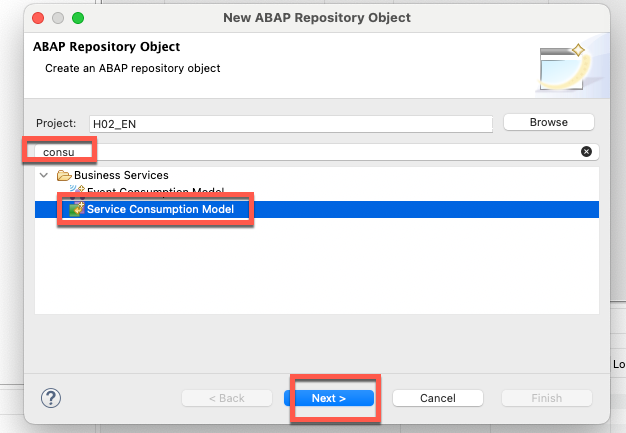 New ABAP Repository Object
ABAP Repository Object
Create an ABAP repository object
Project: H02_EN Browse
consu
Business Services
Event Consumption Model
Service Consumption Model
Lo
? < Back Next > Cancel Finish